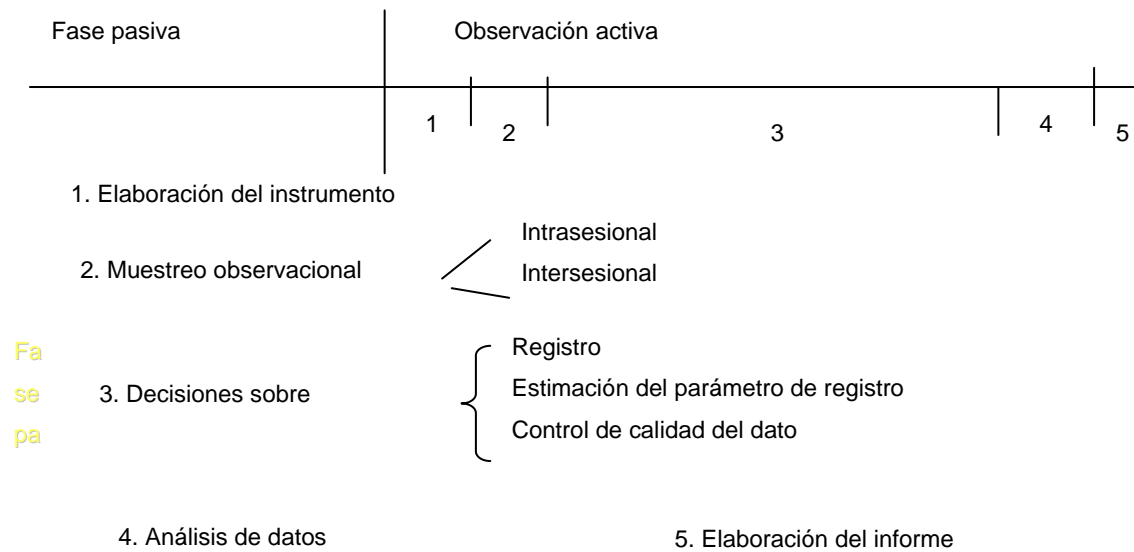 Fase pasiva
Observación activa
1
2
3
4
5
1. Elaboración del instrumento
Intrasesional
2. Muestreo observacional
Intersesional
Fa
se
pa
Registro
3. Decisiones sobre
Estimación del parámetro de registro
Control de calidad del dato
4. Análisis de datos
5. Elaboración del informe